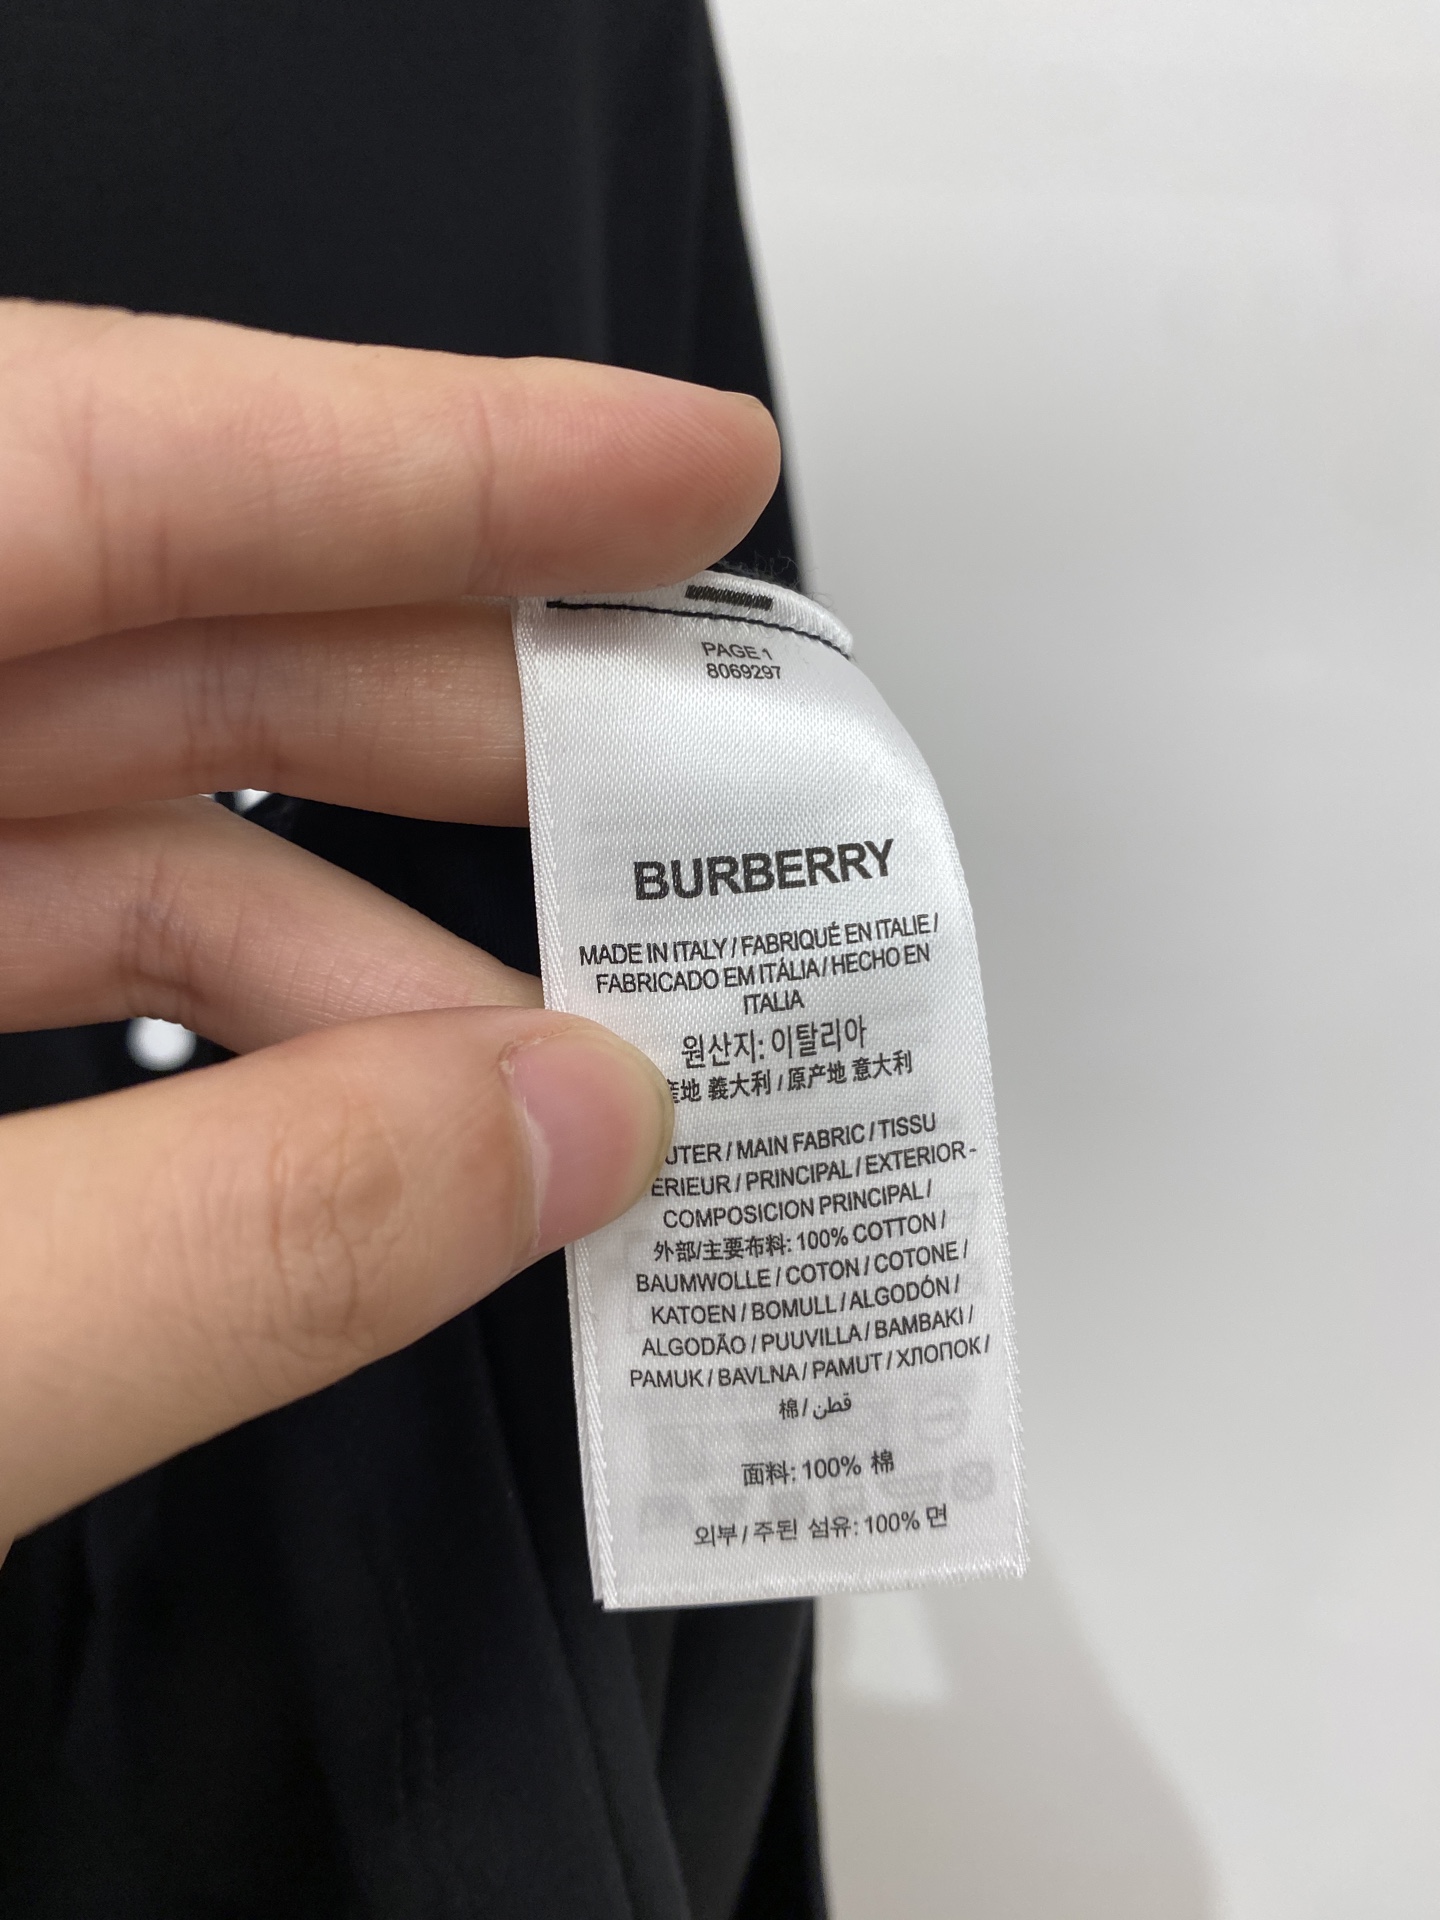 PAGE 1
8069297
BURBERRY
MADE IN ITALY / FABRIQUÉ EN ITALIE /
FABRICADO EM ITÁLIA / HECHO EN
ITALIA
원산지: 이탈리아
産地 義大利 / 原产地 意大利
/ MAIN FABRIC / TISSU
/ PRINCIPAL / EXTERIOR -
COMPOSICION PRINCIPAL /
外部/主要布料: 100% COTTON /
BAUMWOLLE / COTON / COTONE /
KATOEN / BOMULL / ALGODÓN /
ALGODÃO / PUUVILLA / BAMBAKI /
PAMUK / BAVLNA / PAMUT / ХЛОПОК /
棉 / قطن
面料: 100% 棉
외부 / 주된 섬유: 100% 면